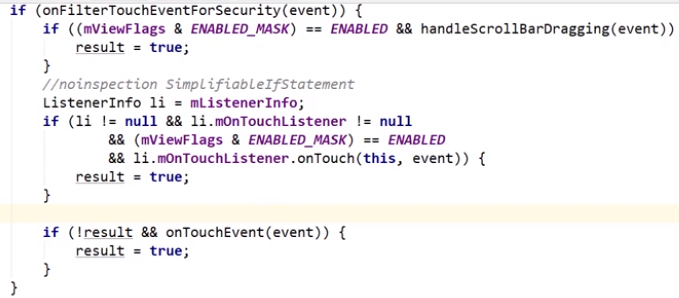 if (onFilterTouchEventForSecurity(event)) {
if ((mViewFlags & ENABLED_MASK) == ENABLED && handleScrollBarDragging(event))
result = true;
}
//noinspection SimplifiableIfStatement
ListenerInfo li = mListenerInfo;
if (li != null && li.mOnTouchListener != null
&& (mViewFlags & ENABLED_MASK) == ENABLED
&& li.mOnTouchListener.onTouch(this, event)) {
result = true;
}
if (!result && onTouchEvent(event)) {
result = true;
}
}